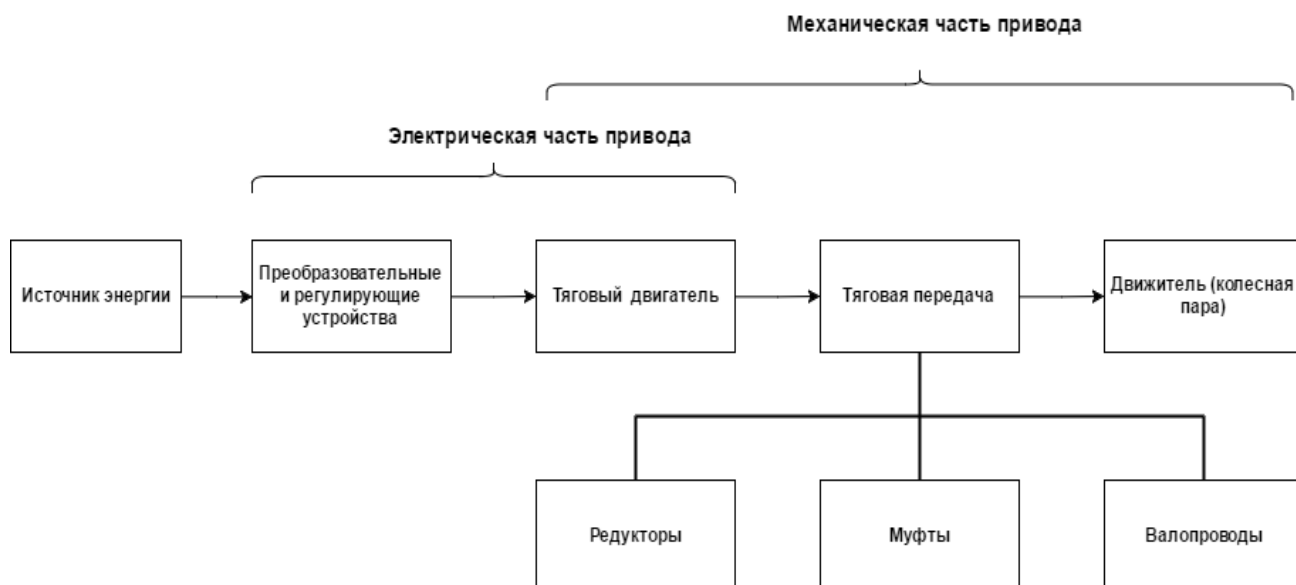 Механическая часть привода
Электрическая часть привода
Источник энергии
Преобразовательные
и регулирующие
устройства
Тяговый двигатель
Тяговая передача
Движитель (колесная
пара)
Редукторы
Муфты
Валопроводы